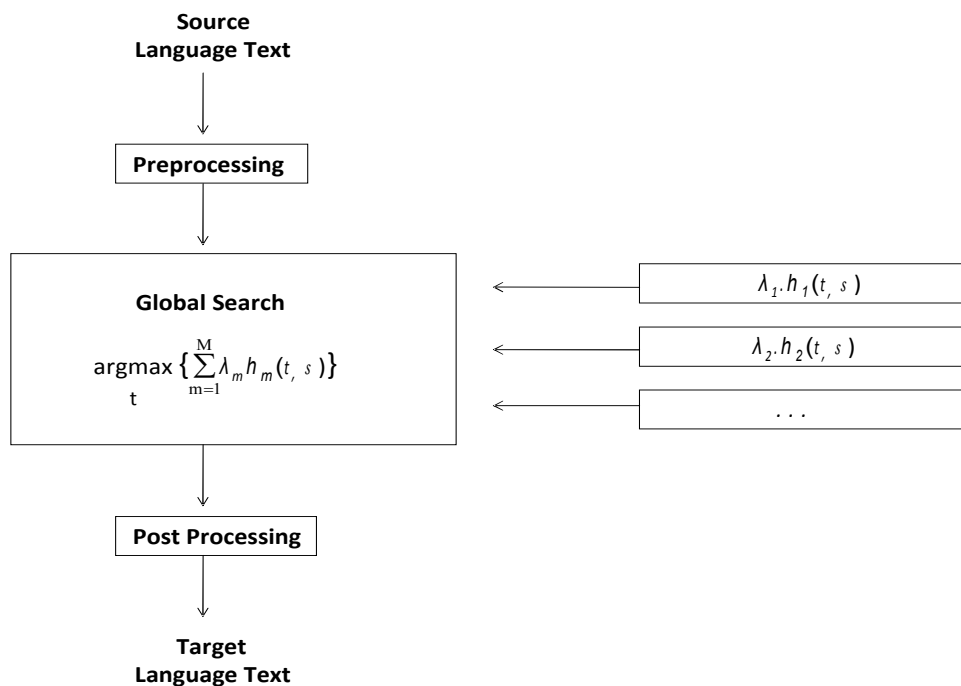 Source
Language Text
Preprocessing
Global Search
argmax { ∑ λ_m h_m(t, s) }
M
m=1
t
λ_1.h_1(t, s)
λ_2.h_2(t, s)
. . .
Post Processing
Target
Language Text